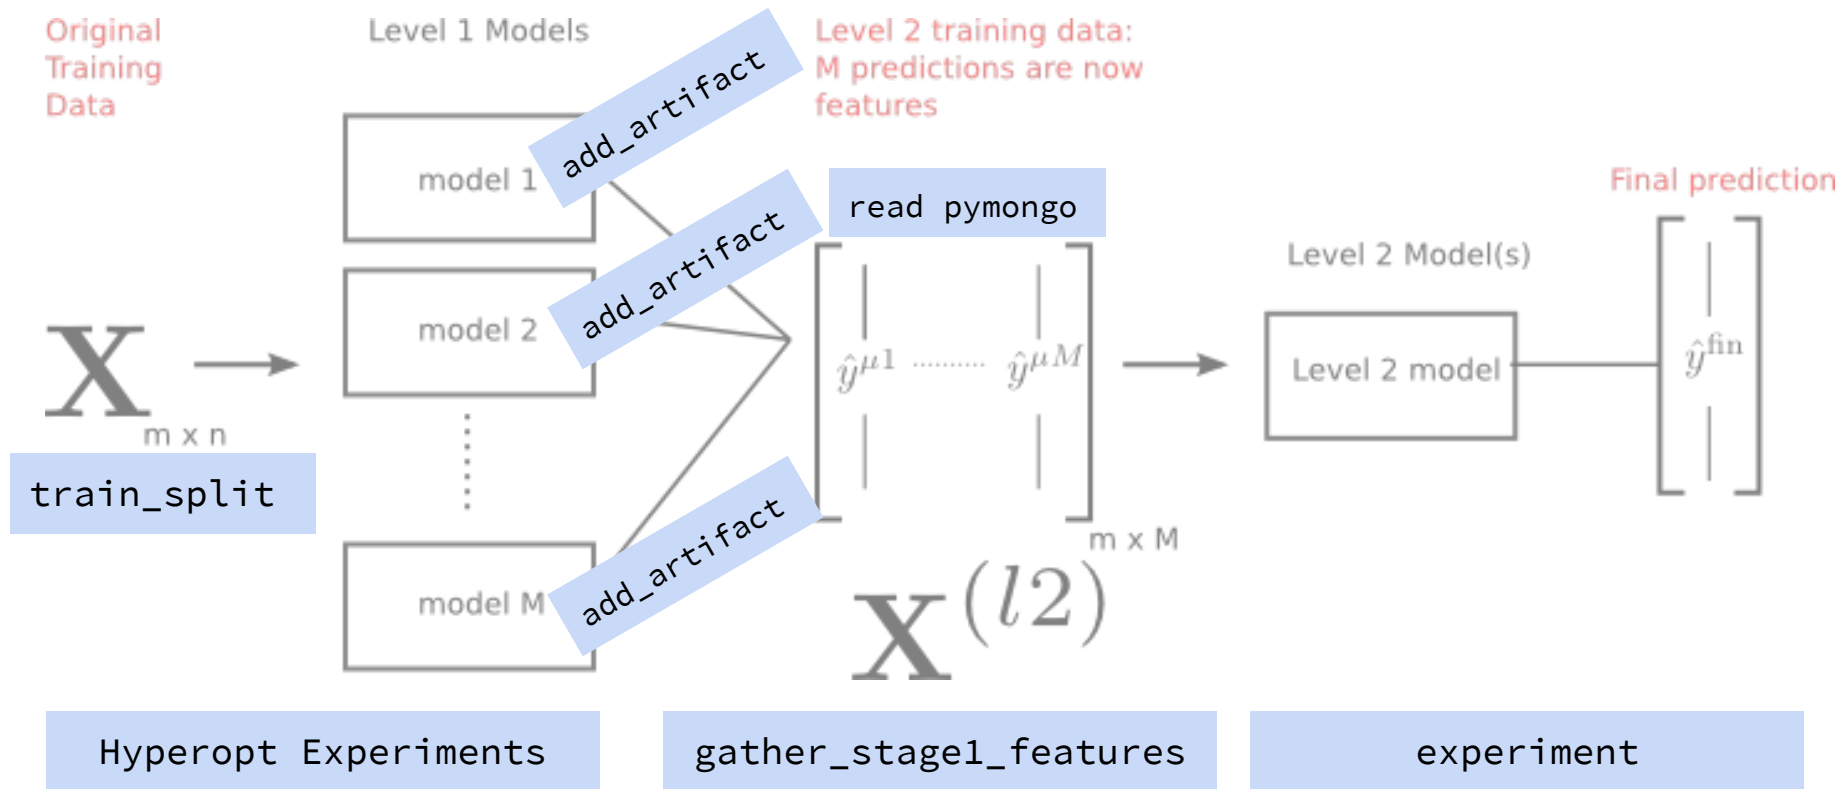 Original
Training
Data
Level 1 Models
add_artifact
Level 2 training data:
M predictions are now
features
model 1
add_artifact
read pymongo
Final prediction
Level 2 Model(s)
model 2
X
m x n
ŷ^μ1 ........... ŷ^μM
Level 2 model
ŷ^fin
train_split
add_artifact
m x M
model M
X^(l2)
Hyperopt Experiments
gather_stage1_features
experiment